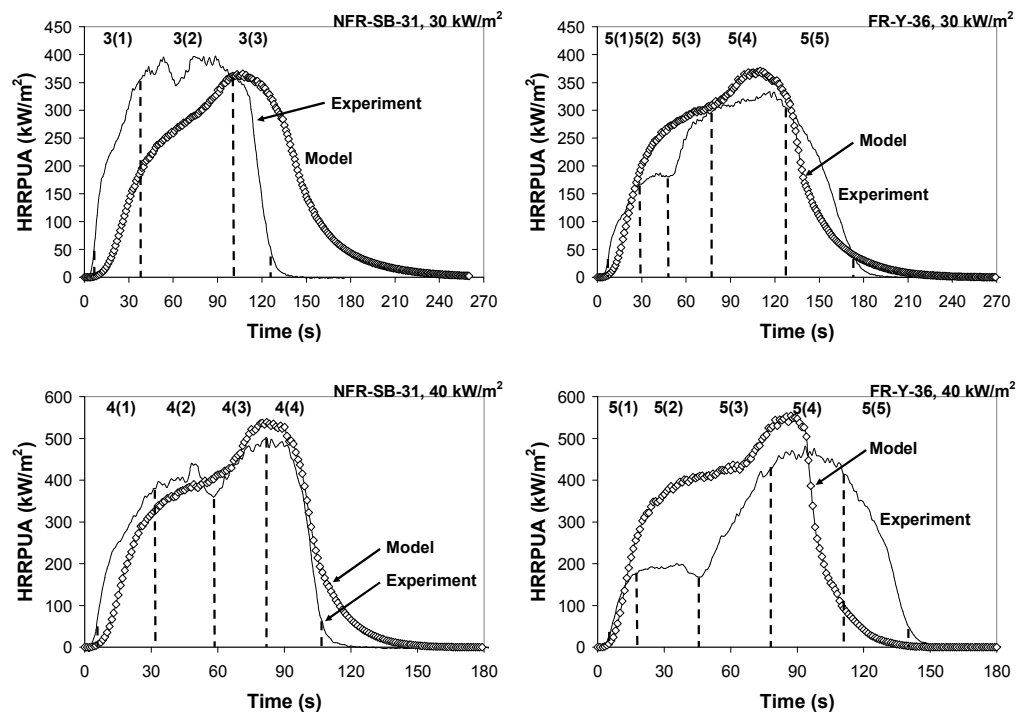 NFR-SB-31, 30 kW/m²
3(1) 3(2) 3(3)
HRRPUA (kW/m²)
450
400
350
300
250
200
150
100
50
0
Experiment
Model
0 30 60 90 120 150 180 210 240 270
Time (s)
FR-Y-36, 30 kW/m²
5(1) 5(2) 5(3) 5(4) 5(5)
HRRPUA (kW/m²)
450
400
350
300
250
200
150
100
50
0
Model
Experiment
0 30 60 90 120 150 180 210 240 270
Time (s)
NFR-SB-31, 40 kW/m²
4(1) 4(2) 4(3) 4(4)
HRRPUA (kW/m²)
600
500
400
300
200
100
0
Model
Experiment
0 30 60 90 120 150 180
Time (s)
FR-Y-36, 40 kW/m²
5(1) 5(2) 5(3) 5(4) 5(5)
HRRPUA (kW/m²)
600
500
400
300
200
100
0
Model
Experiment
0 30 60 90 120 150 180
Time (s)